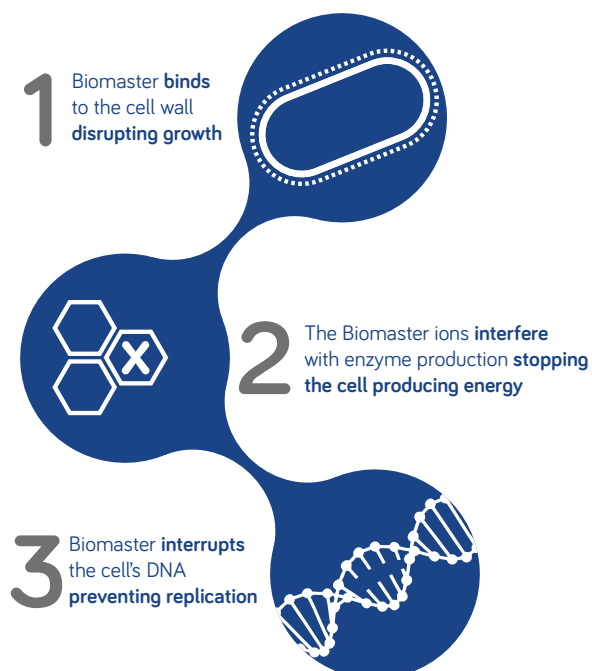 1
Biomaster binds
to the cell wall
disrupting growth
X
2
The Biomaster ions interfere
with enzyme production stopping
the cell producing energy
3
Biomaster interrupts
the cell's DNA
preventing replication